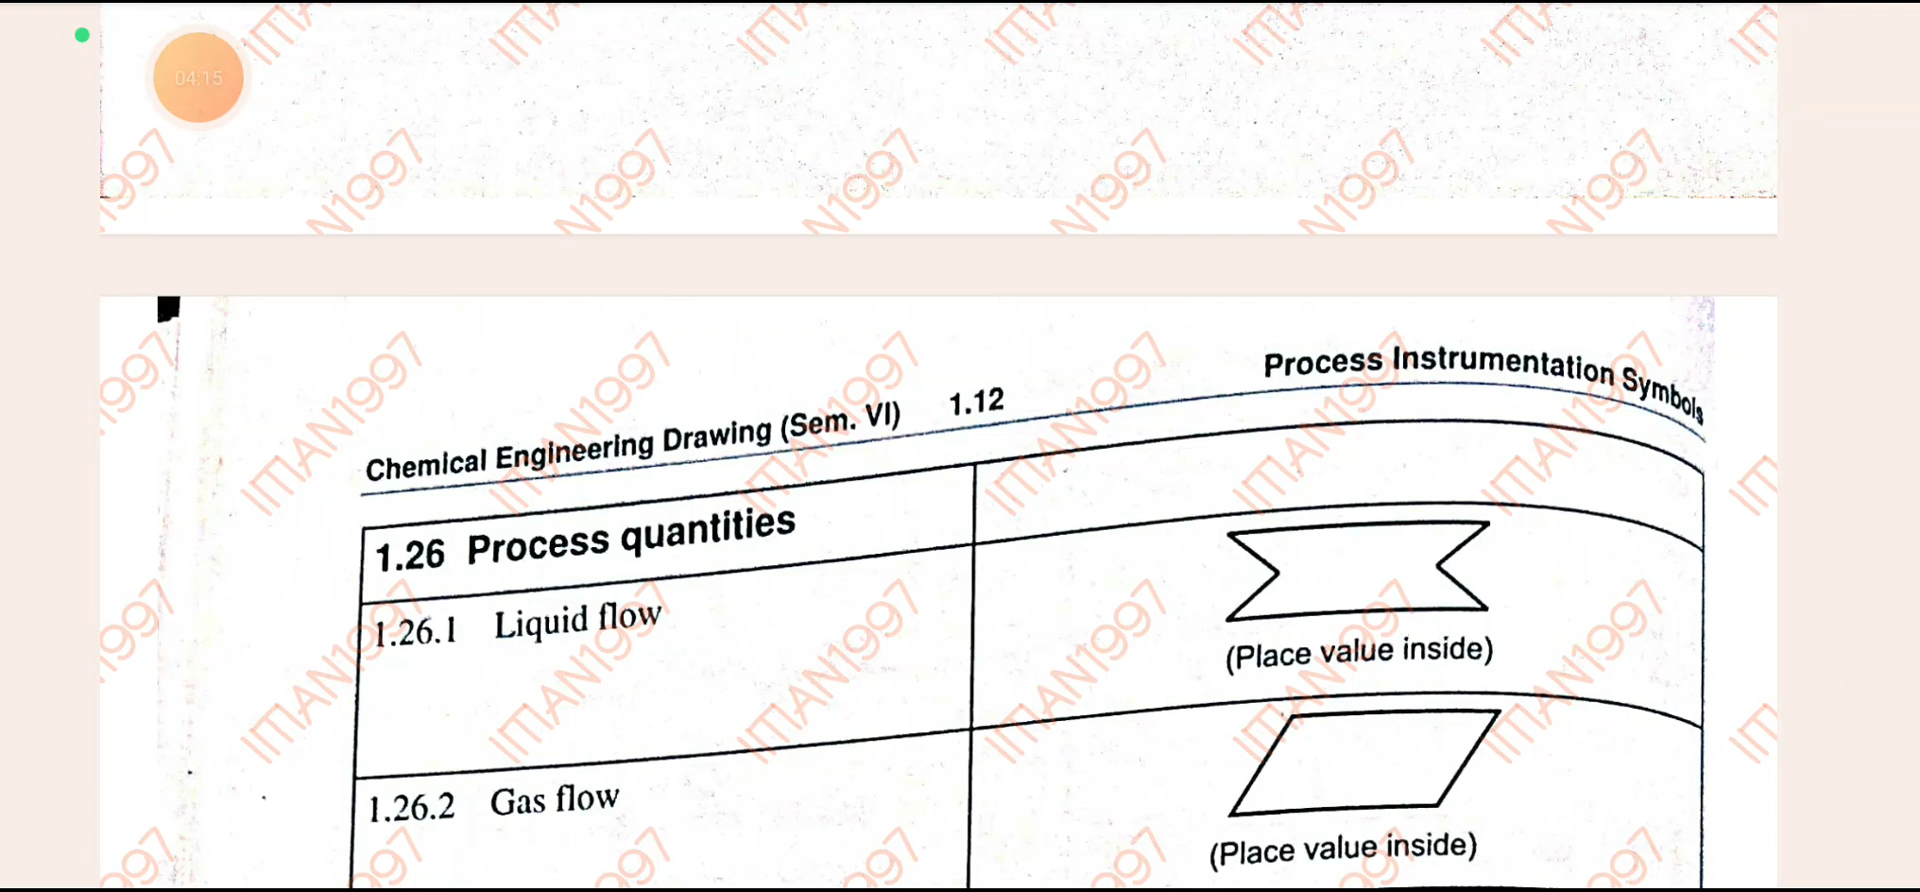 04:15
Chemical Engineering Drawing (Sem. VI) 1.12 Process Instrumentation Symbols
1.26 Process quantities
1.26.1 Liquid flow
(Place value inside)
1.26.2 Gas flow
(Place value inside)
IMAN1997